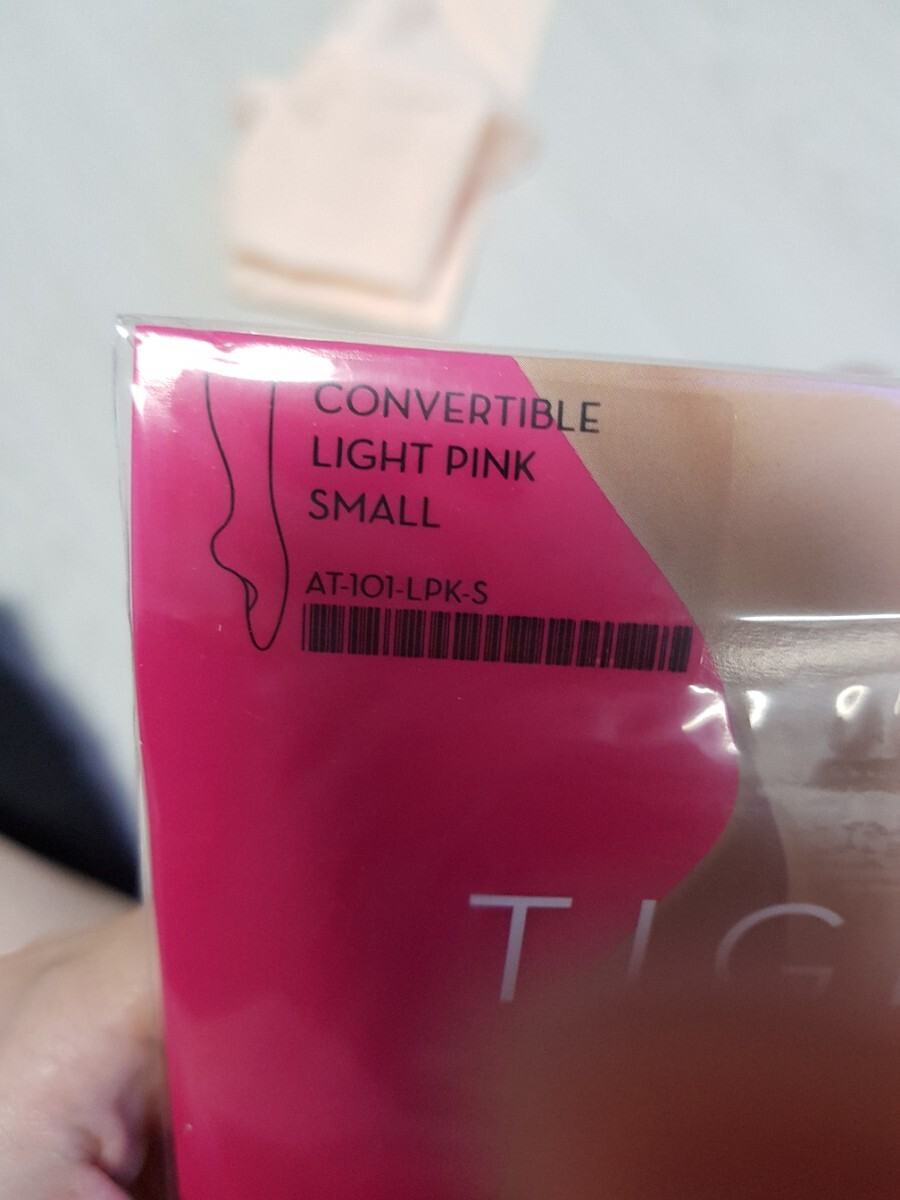 CONVERTIBLE
LIGHT PINK
SMALL
AT-101-LPK-S